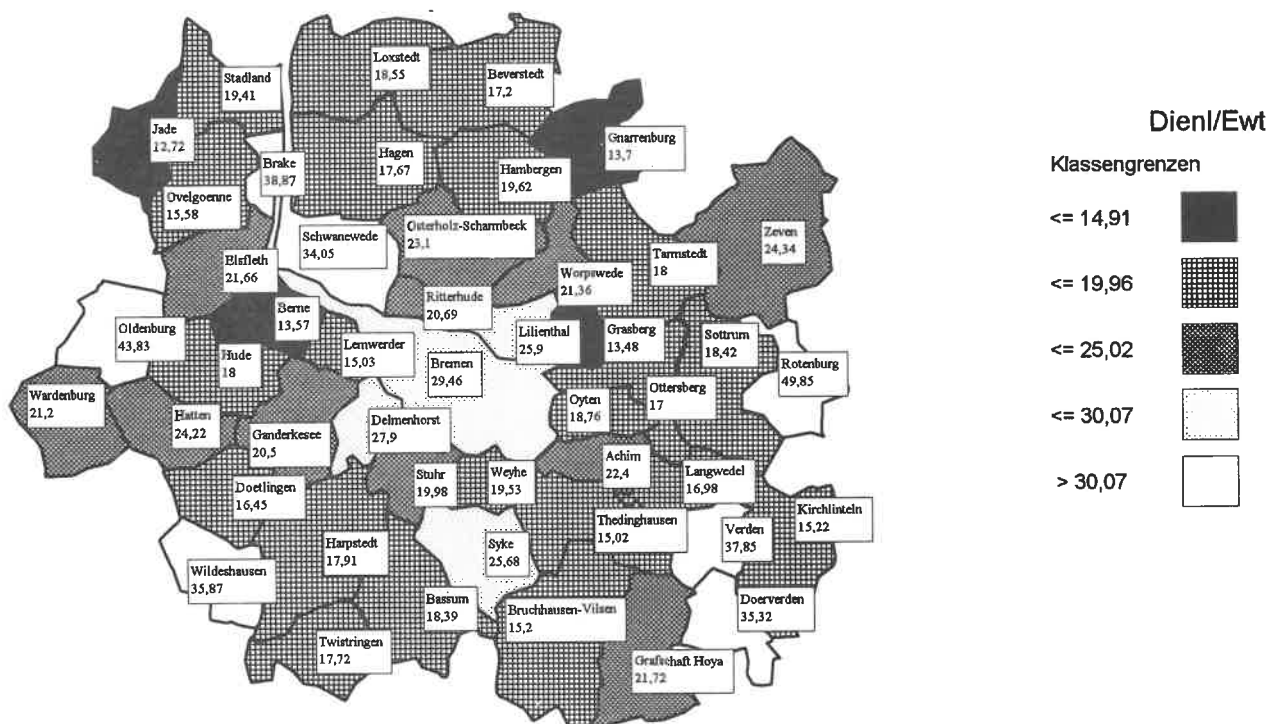 Loxstedt
18,55
Beverstedt
17,2
Stadland
19,41
Jade
12,72
Gnarrenburg
13,7
Brake
38,87
Hagen
17,67
Hambergen
19,62
Ovelgoenne
15,58
Schwanewede
34,05
Osterholz-Scharmbeck
23,1
Zeven
24,34
Tarmstedt
18
Elsfleth
21,66
Worpswede
21,36
Ritterhude
20,69
Berne
13,57
Oldenburg
43,83
Lemwerder
15,03
Lilienthal
25,9
Grasberg
13,48
Sottrum
18,42
Hude
18
Bremen
29,46
Rotenburg
49,85
Wardenburg
21,2
Ottersberg
17
Oyten
18,76
Hatten
24,22
Delmenhorst
27,9
Ganderkesee
20,5
Achim
22,4
Stuhr
19,98
Weyhe
19,53
Langwedel
16,98
Doetlingen
16,45
Kirchlinteln
15,22
Thedinghausen
15,02
Verden
37,85
Harpstedt
17,91
Syke
25,68
Wildeshausen
35,87
Bassum
18,39
Bruchhausen-Vilsen
15,2
Doerverden
35,32
Twistringen
17,72
Grafschaft Hoya
21,72
Dienl/Ewt
Klassengrenzen
<= 14,91
<= 19,96
<= 25,02
<= 30,07
> 30,07